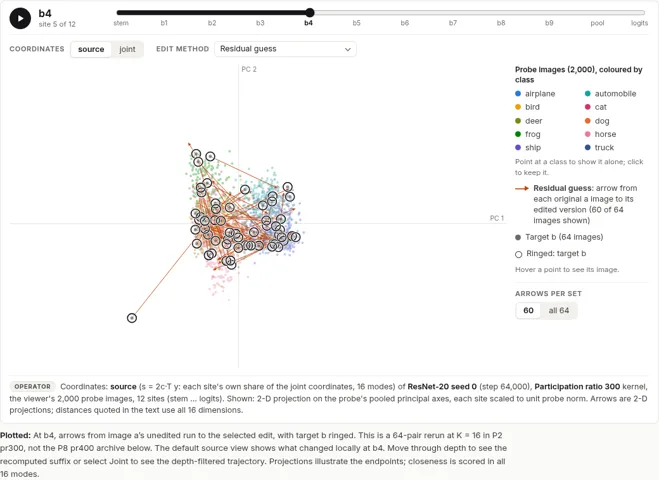 b4
site 5 of 12
stem b1 b2 b3 b4 b5 b6 b7 b8 b9 pool logits
COORDINATES source joint EDIT METHOD Residual guess
PC 2
PC 1
Probe images (2,000), coloured by
class
airplane automobile
bird cat
deer dog
frog horse
ship truck
Point at a class to show it alone; click
to keep it.
Residual guess: arrow from
each original a image to its
edited version (60 of 64
images shown)
Target b (64 images)
Ringed: target b
Hover a point to see its image.
ARROWS PER SET
60 all 64
OPERATOR Coordinates: source (s = 2c·T y: each site's own share of the joint coordinates, 16 modes) of ResNet-20 seed 0 (step 64,000), Participation ratio 300 kernel,
the viewer's 2,000 probe images, 12 sites (stem ... logits). Shown: 2-D projection on the probe's pooled principal axes, each site scaled to unit probe norm. Arrows are 2-D
projections; distances quoted in the text use all 16 dimensions.
Plotted: At b4, arrows from image a's unedited run to the selected edit, with target b ringed. This is a 64-pair rerun at K = 16 in P2
pr300, not the P8 pr400 archive below. The default source view shows what changed locally at b4. Move through depth to see the
recomputed suffix or select Joint to see the depth-filtered trajectory. Projections illustrate the endpoints; closeness is scored in all
16 modes.